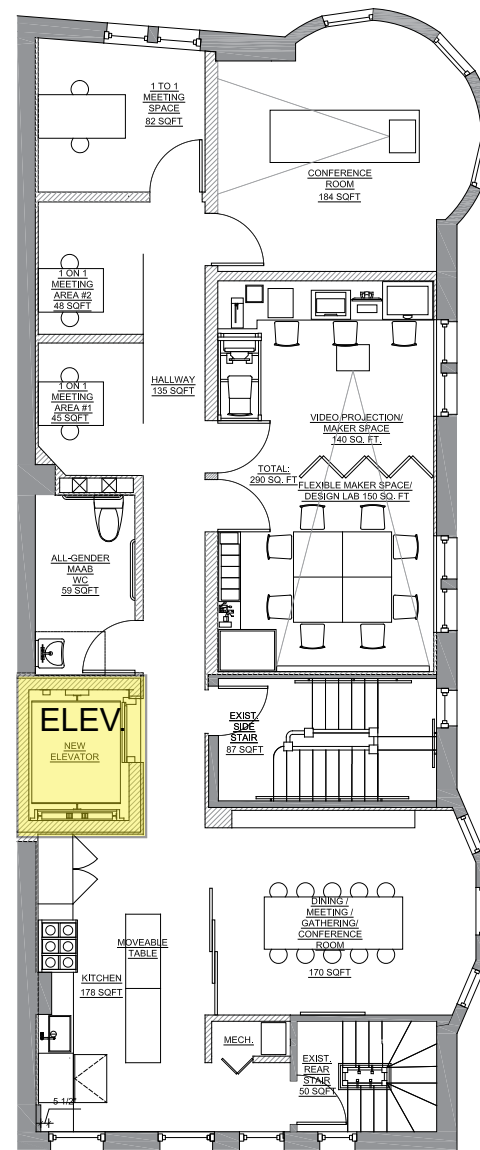 1 TO 1
MEETING
SPACE
82 SQFT
CONFERENCE
ROOM
184 SQFT
1 ON 1
MEETING
AREA #2
48 SQFT
HALLWAY
135 SQFT
1 ON 1
MEETING
AREA #1
45 SQFT
VIDEO PROJECTION/
MAKER SPACE
140 SQ. FT.
TOTAL:
290 SQ. FT
FLEXIBLE MAKER SPACE/
DESIGN LAB 150 SQ. FT
ALL-GENDER
MAAB
WC
59 SQFT
ELEV.
NEW
ELEVATOR
EXIST.
SIDE
STAIR
87 SQFT
DINING /
MEETING /
GATHERING/
CONFERENCE
ROOM
170 SQFT
MOVEABLE
TABLE
KITCHEN
178 SQFT
MECH.
EXIST.
REAR
STAIR
50 SQFT
5 1/2"